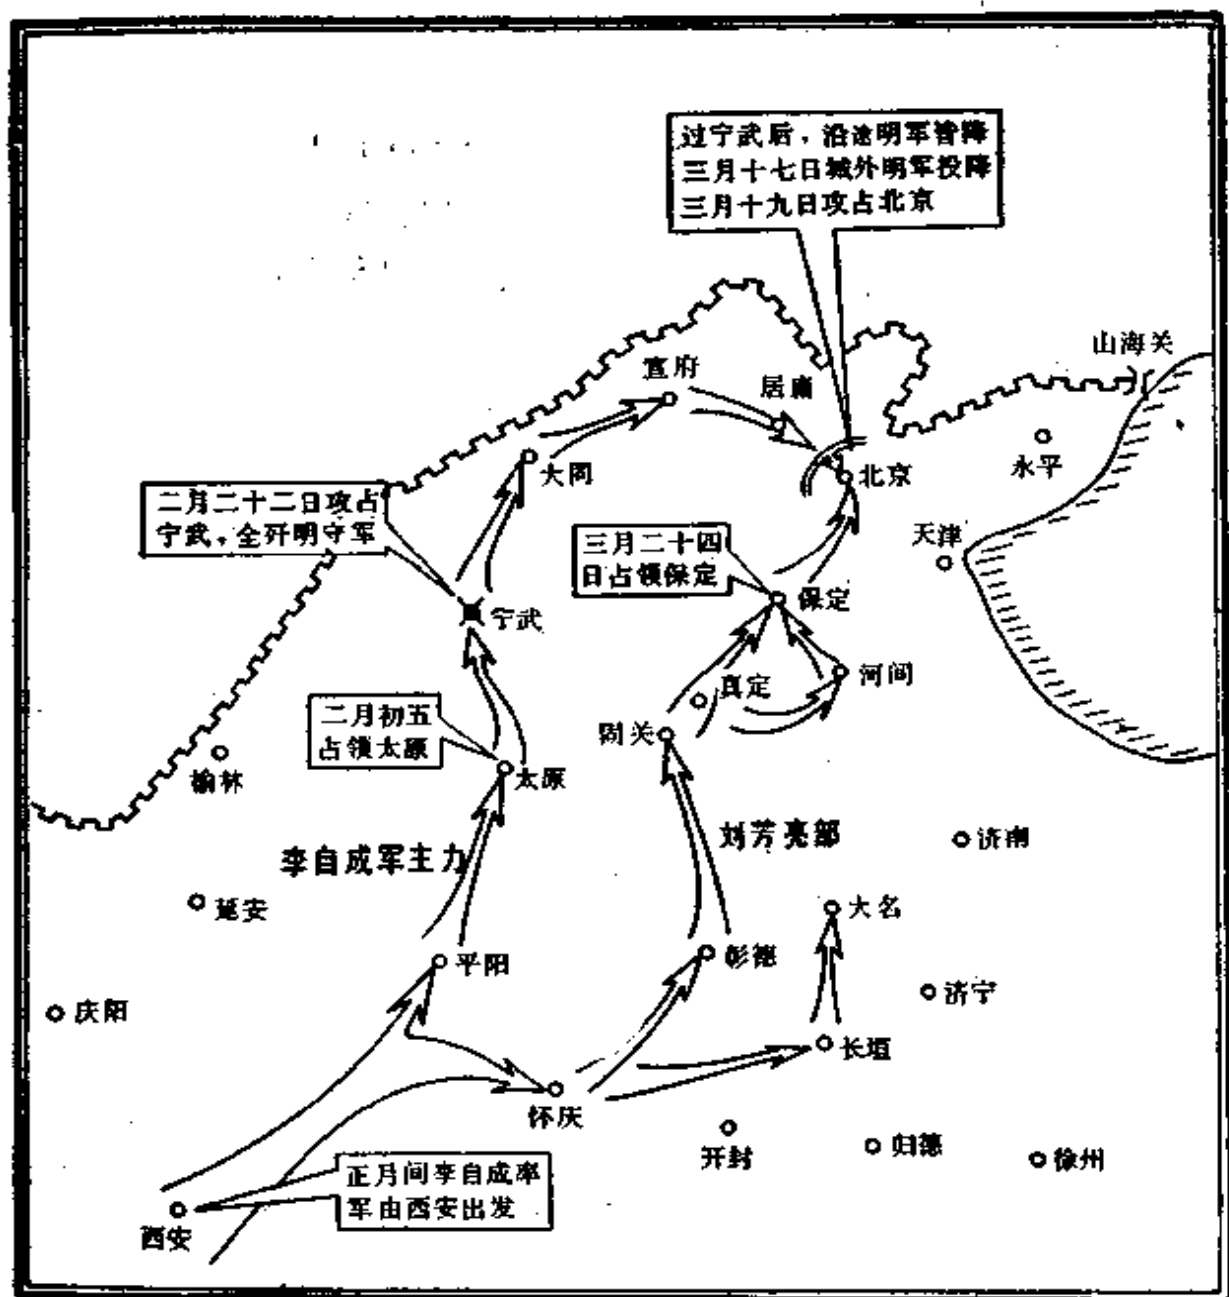 过宁武后，沿途明军皆降
三月十七日城外明军投降
三月十九日攻占北京
山海关
宣府
居庸
大同
北京
永平
二月二十二日攻占
宁武，全歼明守军
三月二十四
日占领保定
天津
宁武
保定
河间
真定
二月初五
占领太原
固关
榆林
太原
李自成军主力
刘芳亮部
济南
延安
大名
平阳
彰德
济宁
庆阳
长垣
怀庆
开封
归德
徐州
正月间李自成率
军由西安出发
西安